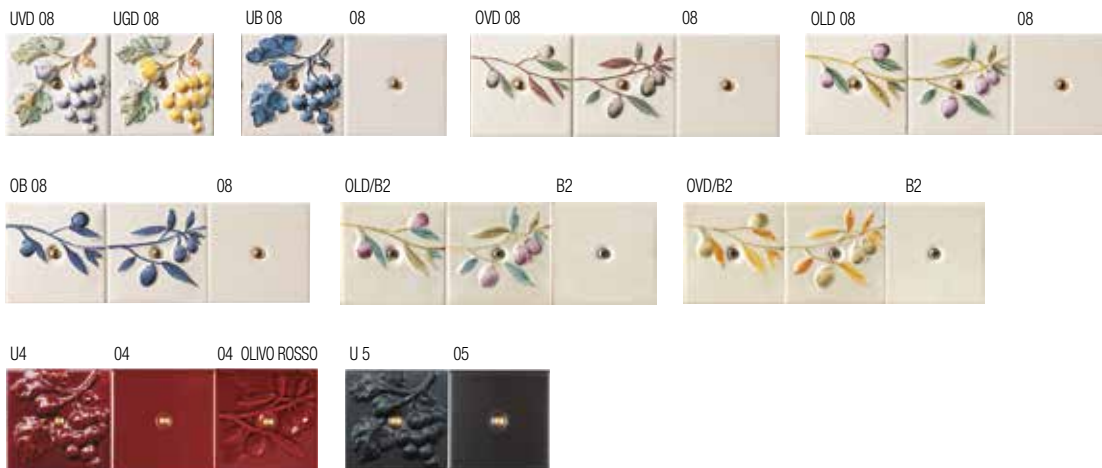 UVD 08 UGD 08 UB 08 08 OVD 08 08 OLD 08 08
OB 08 08 OLD/B2 B2 OVD/B2 B2
U4 04 04 OLIVO ROSSO U 5 05